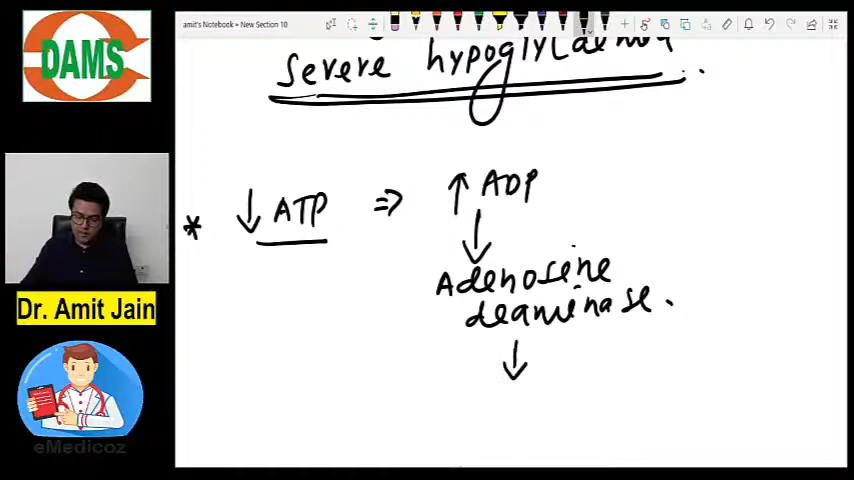 amit's Notebook > New Section 10
DAMS
severe hypoglycaemia
* ↓ ATP ⇒ ↑ ADP
↓
Adenosine
deaminase.
↓
Dr. Amit Jain
eMedicoz